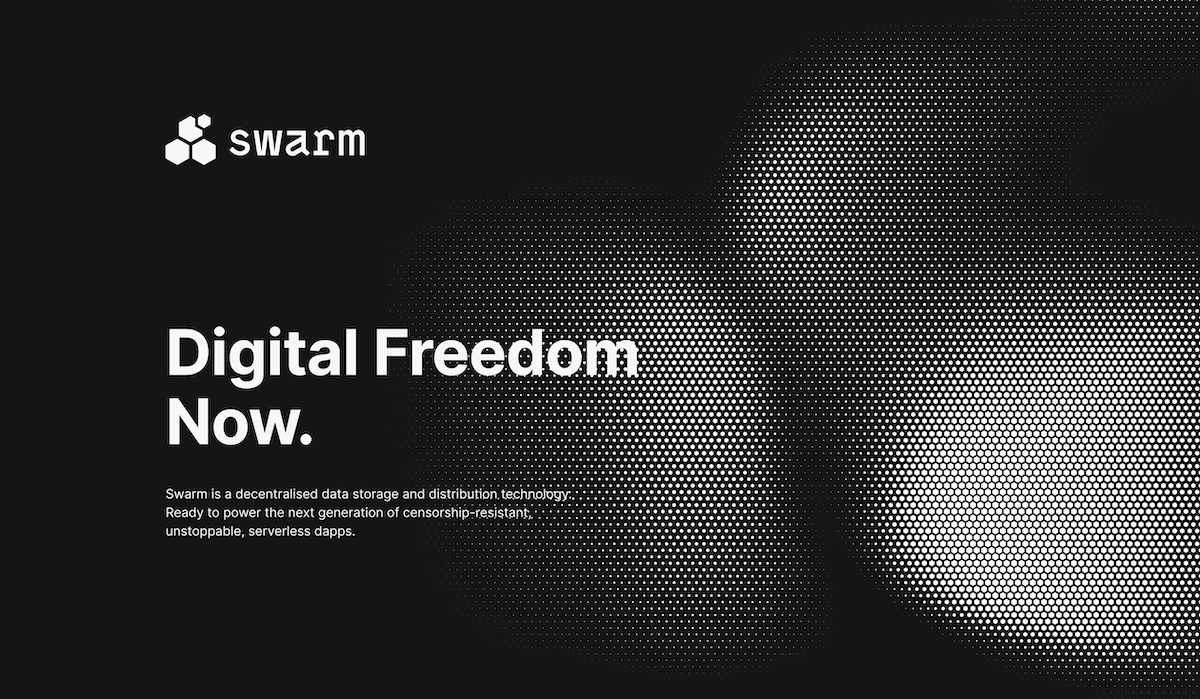 swarm
Digital Freedom
Now.
Swarm is a decentralised data storage and distribution technology.
Ready to power the next generation of censorship-resistant,
unstoppable, serverless dapps.